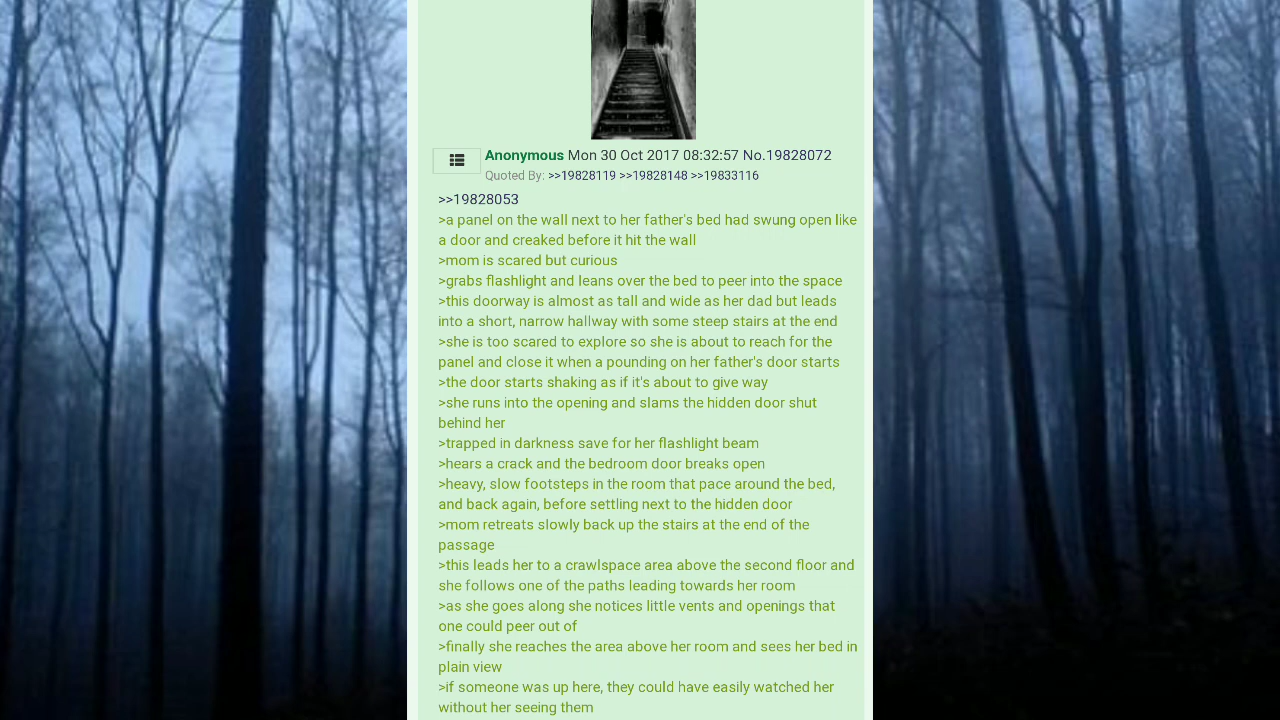 Anonymous Mon 30 Oct 2017 08:32:57 No.19828072
Quoted By: >>19828119 >>19828148 >>19833116
>>19828053
>a panel on the wall next to her father's bed had swung open like
a door and creaked before it hit the wall
>mom is scared but curious
>grabs flashlight and leans over the bed to peer into the space
>this doorway is almost as tall and wide as her dad but leads
into a short, narrow hallway with some steep stairs at the end
>she is too scared to explore so she is about to reach for the
panel and close it when a pounding on her father's door starts
>the door starts shaking as if it's about to give way
>she runs into the opening and slams the hidden door shut
behind her
>trapped in darkness save for her flashlight beam
>hears a crack and the bedroom door breaks open
>heavy, slow footsteps in the room that pace around the bed,
and back again, before settling next to the hidden door
>mom retreats slowly back up the stairs at the end of the
passage
>this leads her to a crawlspace area above the second floor and
she follows one of the paths leading towards her room
>as she goes along she notices little vents and openings that
one could peer out of
>finally she reaches the area above her room and sees her bed in
plain view
>if someone was up here, they could have easily watched her
without her seeing them